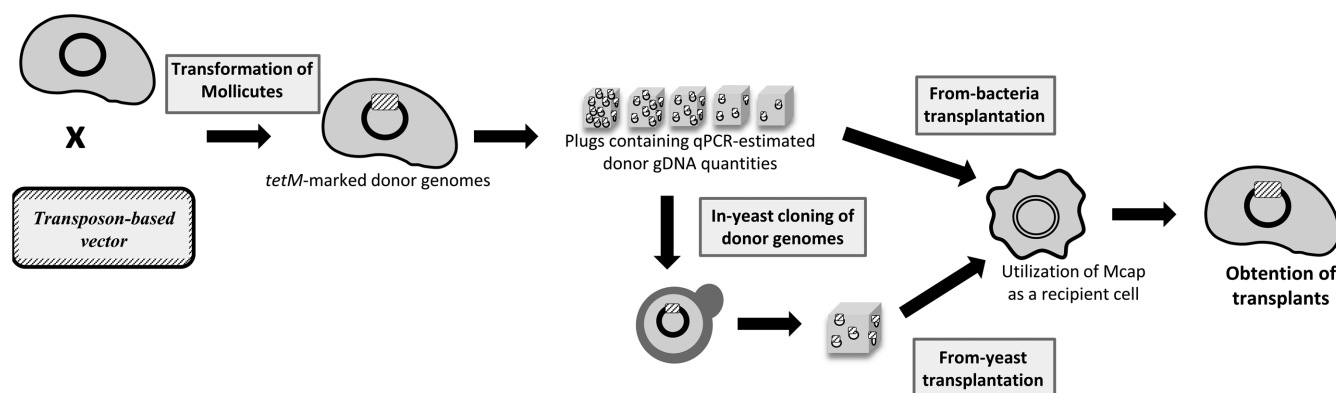 Transformation of
Mollicutes
X
Transposon-based
vector
tetM-marked donor genomes
Plugs containing qPCR-estimated
donor gDNA quantities
From-bacteria
transplantation
In-yeast cloning of
donor genomes
Utilization of Mcap
as a recipient cell
Obtention of
transplants
From-yeast
transplantation